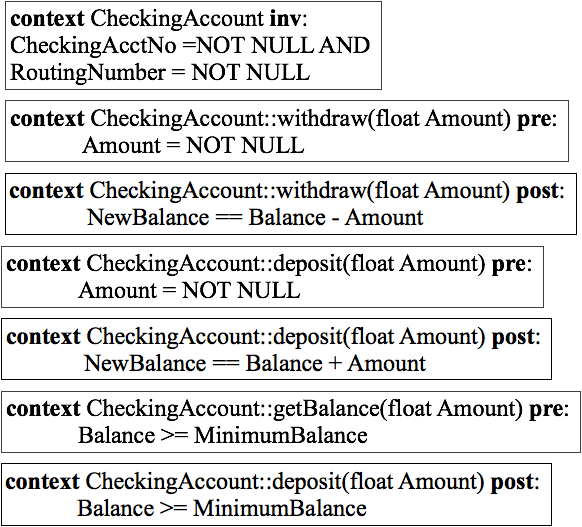 context CheckingAccount inv:
CheckingAcctNo =NOT NULL AND
RoutingNumber = NOT NULL
context CheckingAccount::withdraw(float Amount) pre:
Amount = NOT NULL
context CheckingAccount::withdraw(float Amount) post:
NewBalance == Balance - Amount
context CheckingAccount::deposit(float Amount) pre:
Amount = NOT NULL
context CheckingAccount::deposit(float Amount) post:
NewBalance == Balance + Amount
context CheckingAccount::getBalance(float Amount) pre:
Balance >= MinimumBalance
context CheckingAccount::deposit(float Amount) post:
Balance >= MinimumBalance